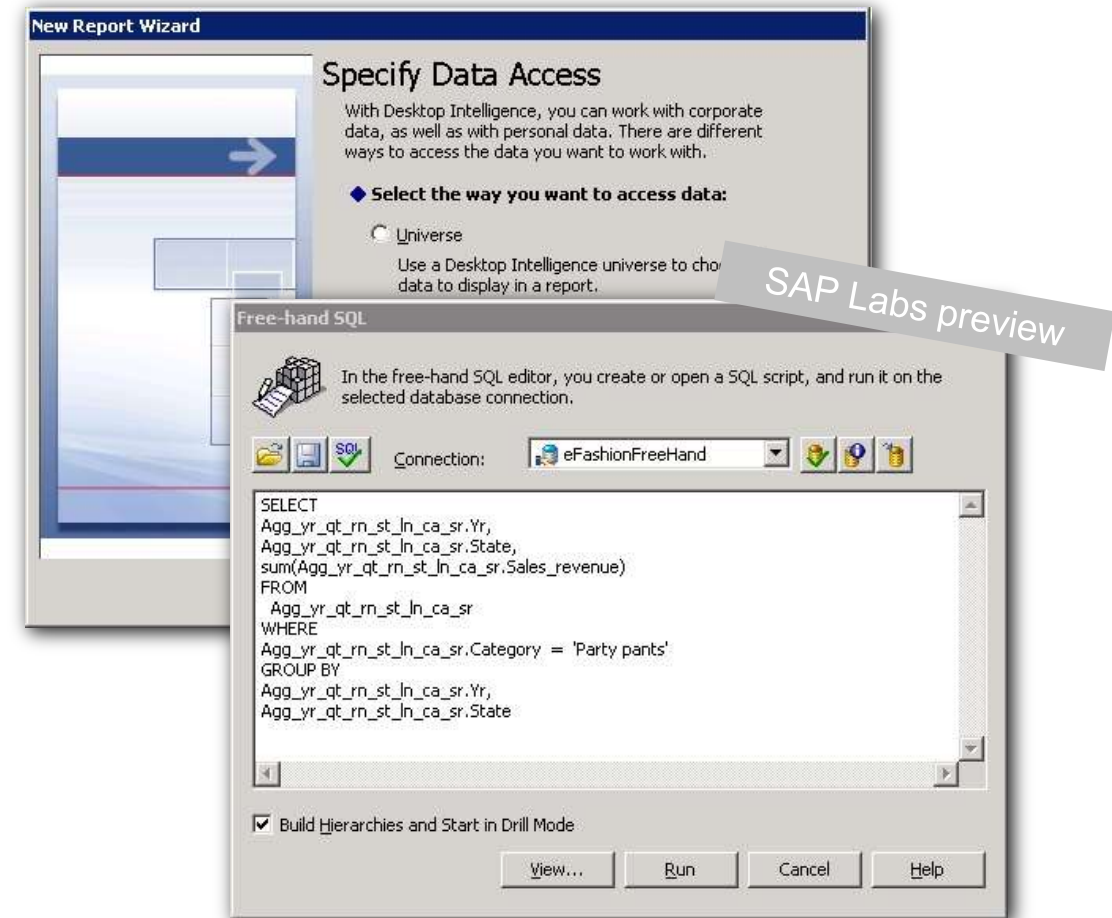 New Report Wizard
Specify Data Access
With Desktop Intelligence, you can work with corporate
data, as well as with personal data. There are different
ways to access the data you want to work with.
Select the way you want to access data:
Universe
Use a Desktop Intelligence universe to cho
data to display in a report.
SAP Labs preview
Free-hand SQL
In the free-hand SQL editor, you create or open a SQL script, and run it on the
selected database connection.
SQL
Connection:
eFashionFreeHand
SELECT
Agg_yr_qt_rn_st_ln_ca_sr.Yr,
Agg_yr_qt_rn_st_ln_ca_sr.State,
sum(Agg_yr_qt_rn_st_ln_ca_sr.Sales_revenue)
FROM
Agg_yr_qt_rn_st_ln_ca_sr
WHERE
Agg_yr_qt_rn_st_ln_ca_sr.Category = 'Party pants'
GROUP BY
Agg_yr_qt_rn_st_ln_ca_sr.Yr,
Agg_yr_qt_rn_st_ln_ca_sr.State
Build Hierarchies and Start in Drill Mode
View... Run Cancel Help